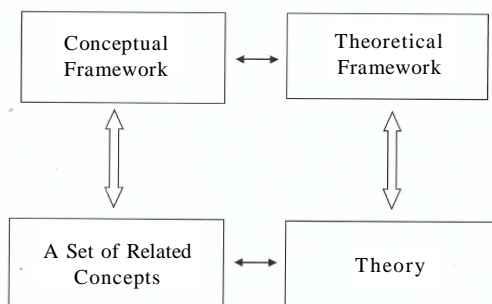 Conceptual
Framework
Theoretical
Framework
A Set of Related
Concepts
Theory